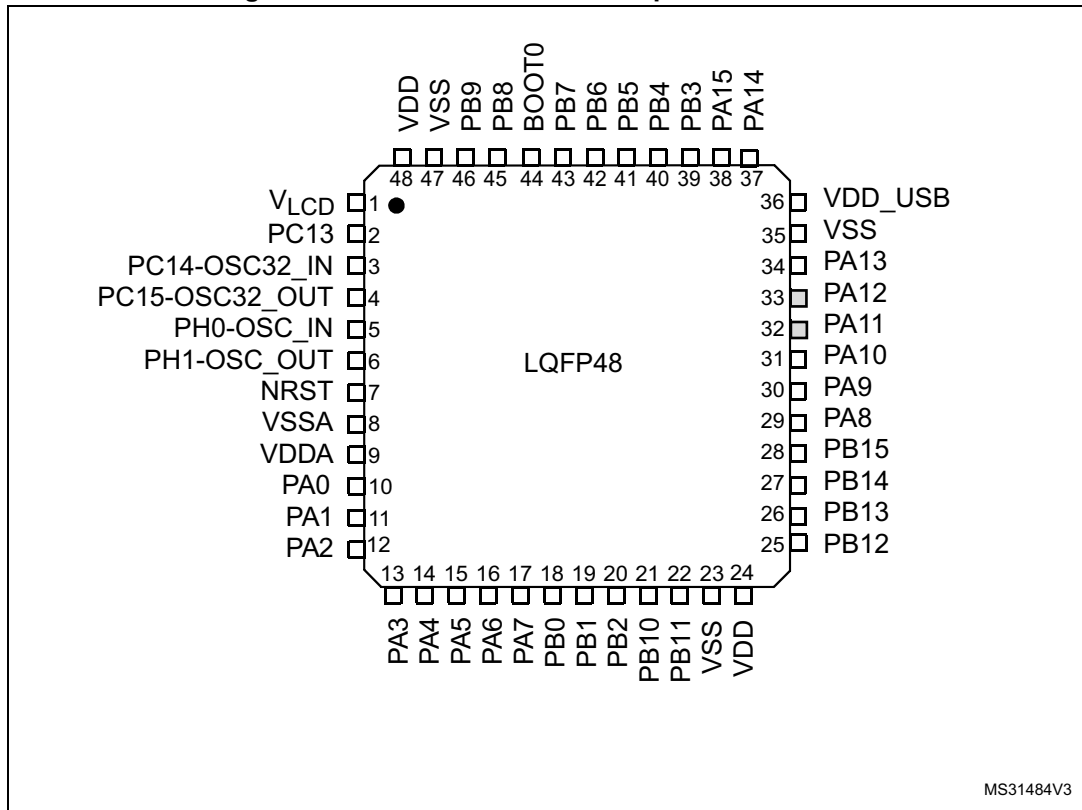 VDD
VSS
PB9
PB8
BOOT0
PB7
PB6
PB5
PB4
PB3
PA15
PA14
48 47 46 45 44 43 42 41 40 39 38 37
VLCD 1
PC13 2
PC14-OSC32_IN 3
PC15-OSC32_OUT 4
PH0-OSC_IN 5
PH1-OSC_OUT 6
NRST 7
VSSA 8
VDDA 9
PA0 10
PA1 11
PA2 12
LQFP48
36 VDD_USB
35 VSS
34 PA13
33 PA12
32 PA11
31 PA10
30 PA9
29 PA8
28 PB15
27 PB14
26 PB13
25 PB12
13 14 15 16 17 18 19 20 21 22 23 24
PA3
PA4
PA5
PA6
PA7
PB0
PB1
PB2
PB10
PB11
VSS
VDD
MS31484V3